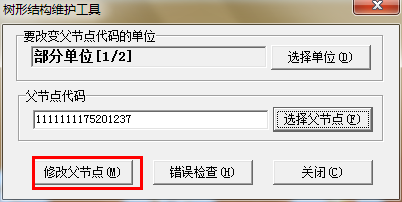 树形结构维护工具
要改变父节点代码的单位
部分单位[1/2]
选择单位(D)
父节点代码
1111111175201237
选择父节点(F)
修改父节点(M)
错误检查(H)
关闭(C)